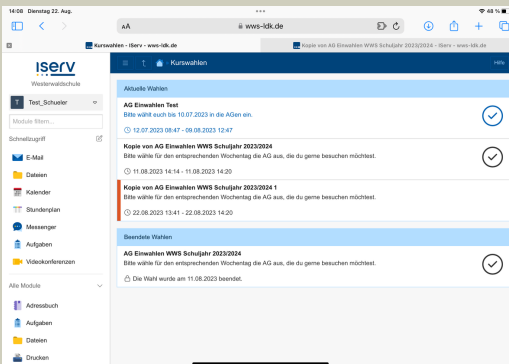 14:08 Dienstag 22. Aug.
48 %
AA
wws-ldk.de
Kurswahlen - IServ - wws-ldk.de
Kopie von AG Einwahlen WWS Schuljahr 2023/2024 - IServ - wws-ldk.de
IServ
Westerwaldschule
Kurswahlen
Hilfe
T Test_Schueler
Module filtern...
Schnellzugriff
E-Mail
Dateien
Kalender
Stundenplan
Messenger
Aufgaben
Videokonferenzen
Alle Module
Adressbuch
Aufgaben
Dateien
Drucken
Aktuelle Wahlen
AG Einwahlen Test
Bitte wählt euch bis 10.07.2023 in die AGen ein.
12.07.2023 08:47 - 09.08.2023 12:47
Kopie von AG Einwahlen WWS Schuljahr 2023/2024
Bitte wähle für den entsprechenden Wochentag die AG aus, die du gerne besuchen möchtest.
11.08.2023 14:14 - 11.08.2023 14:20
Kopie von AG Einwahlen WWS Schuljahr 2023/2024 1
Bitte wähle für den entsprechenden Wochentag die AG aus, die du gerne besuchen möchtest.
22.08.2023 13:41 - 22.08.2023 14:20
Beendete Wahlen
AG Einwahlen WWS Schuljahr 2023/2024
Bitte wähle für den entsprechenden Wochentag die AG aus, die du gerne besuchen möchtest.
Die Wahl wurde am 11.08.2023 beendet.